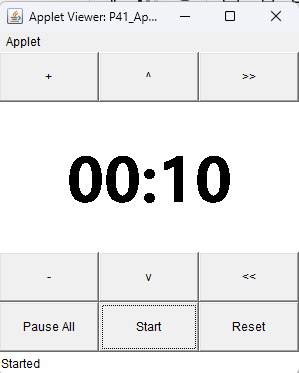 Applet Viewer: P41_Ap...
Applet
+ ^ >>
00:10
- v <<
Pause All Start Reset
Started